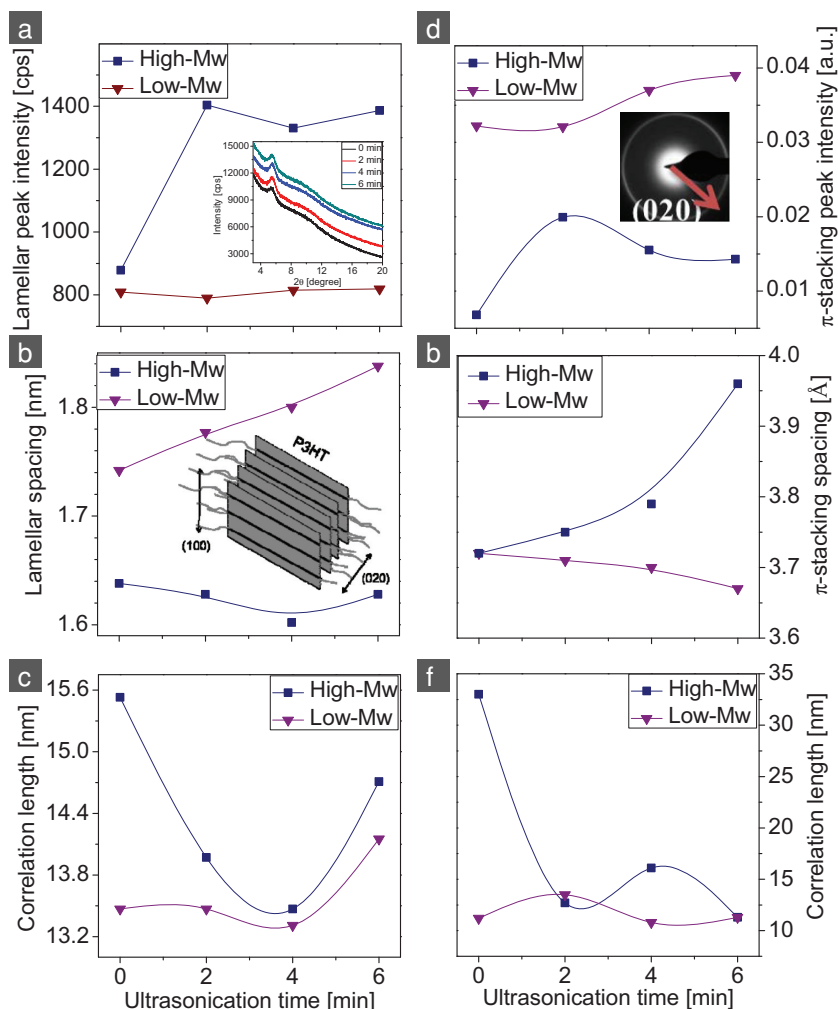 a
Lamellar peak intensity [cps]
1400
1300
1000
800
High-Mw
Low-Mw
Intensity [cps]
15000
12000
9000
6000
3000
0 min
2 min
4 min
6 min
4
8
12
16
20
2θ [degree]
d
High-Mw
Low-Mw
(020)
0.04
0.03
0.02
0.01
π-stacking peak intensity [a.u.]
b
Lamellar spacing [nm]
1.8
1.7
1.6
High-Mw
Low-Mw
P3HT
(100)
(020)
b
High-Mw
Low-Mw
4.0
3.9
3.8
3.7
3.6
π-stacking spacing [Å]
c
Correlation length [nm]
15.6
15.0
14.4
13.8
13.2
High-Mw
Low-Mw
0
2
4
6
Ultrasonication time [min]
f
High-Mw
Low-Mw
35
30
25
20
15
10
Correlation length [nm]
0
2
4
6
Ultrasonication time [min]